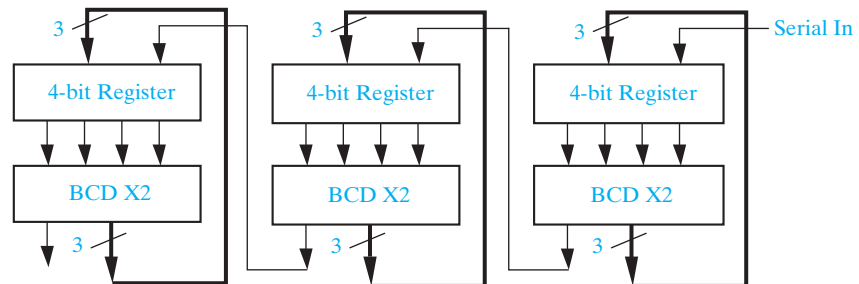 3 3 3 Serial In
4-bit Register 4-bit Register 4-bit Register
BCD X2 BCD X2 BCD X2
3 3 3